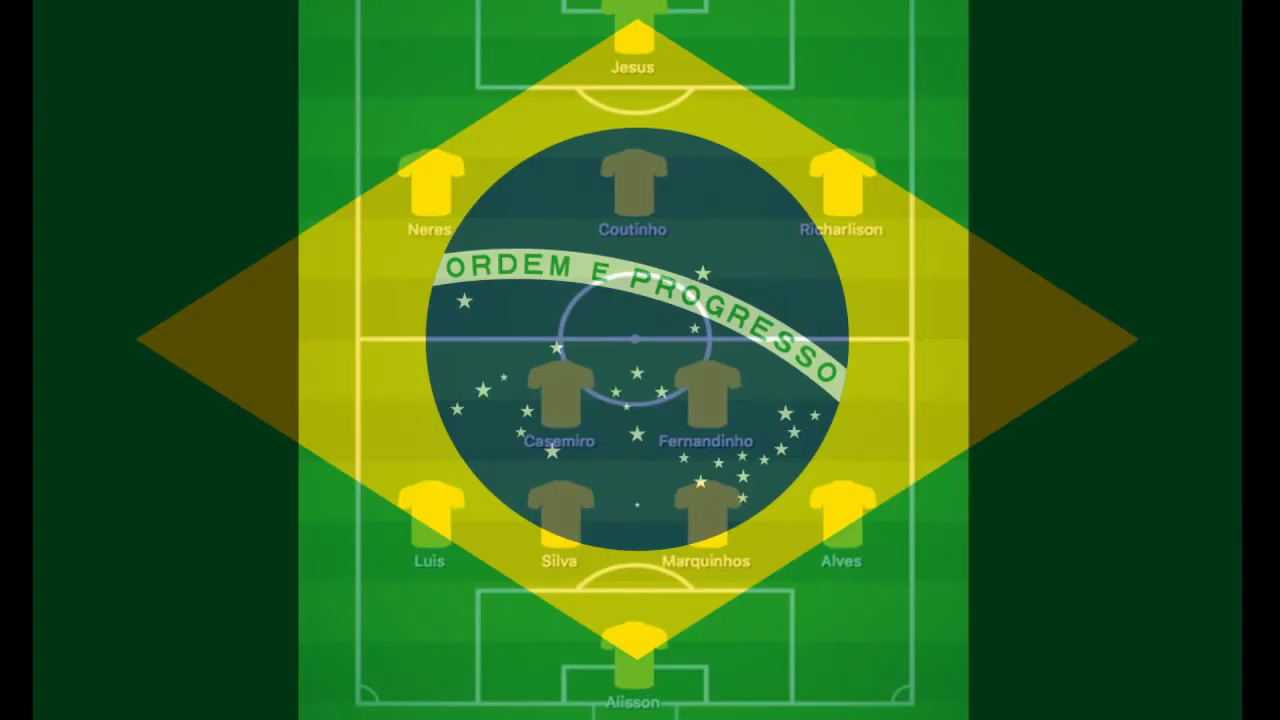 Jesus
Neres Coutinho Richarlison
ORDEM E PROGRESSO
Casemiro Fernandinho
Luis Silva Marquinhos Alves
Alisson